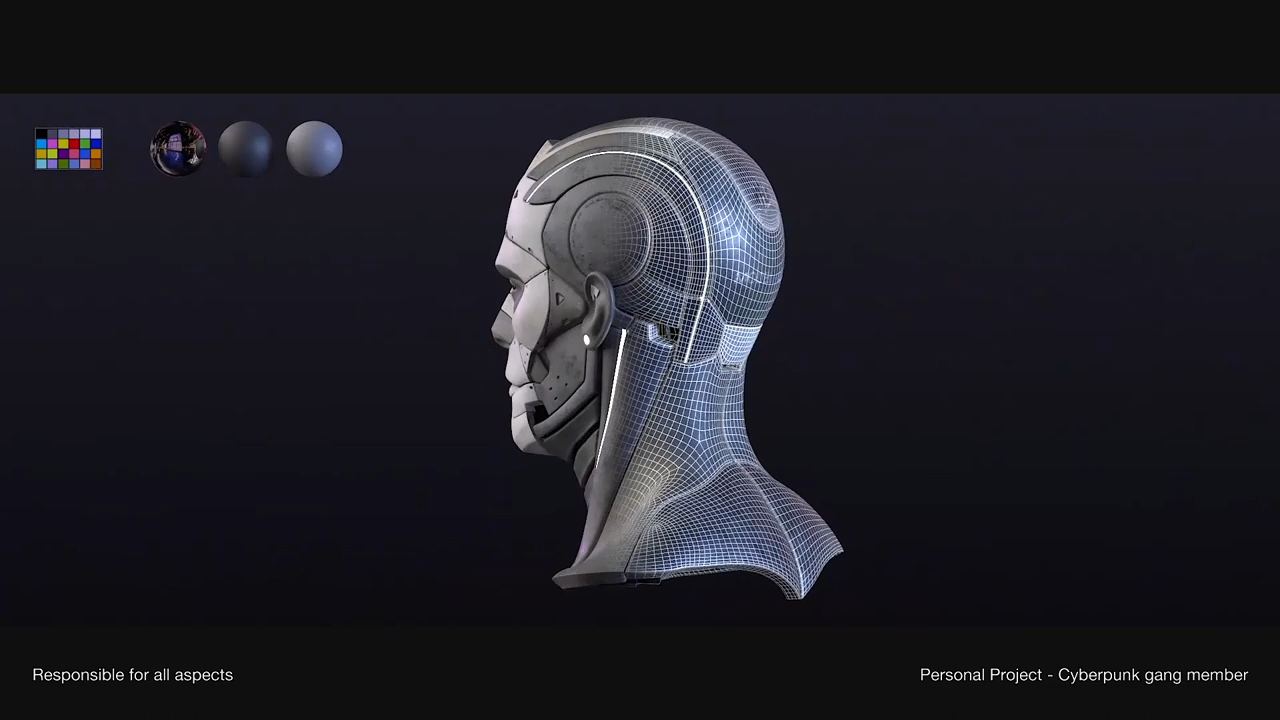 Responsible for all aspects
Personal Project - Cyberpunk gang member